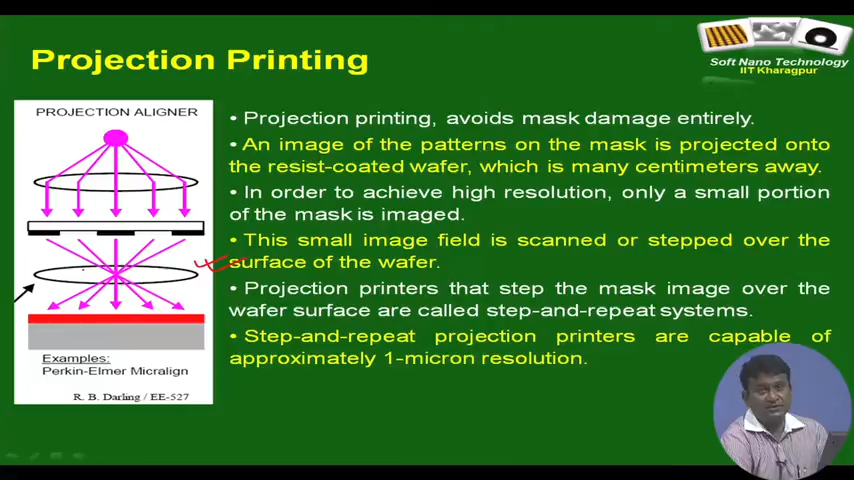 Projection Printing
Soft Nano Technology
IIT Kharagpur
PROJECTION ALIGNER
Examples:
Perkin-Elmer Micralign
R. B. Darling / EE-527
• Projection printing, avoids mask damage entirely.
• An image of the patterns on the mask is projected onto
the resist-coated wafer, which is many centimeters away.
• In order to achieve high resolution, only a small portion
of the mask is imaged.
• This small image field is scanned or stepped over the
surface of the wafer.
• Projection printers that step the mask image over the
wafer surface are called step-and-repeat systems.
• Step-and-repeat projection printers are capable of
approximately 1-micron resolution.